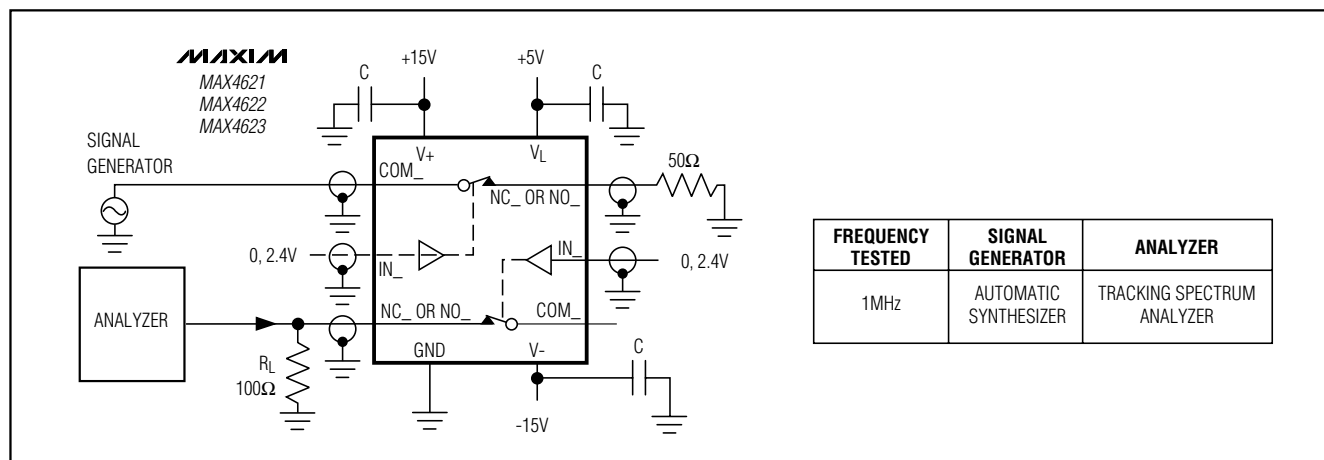 MAXIM
MAX4621
MAX4622
MAX4623
+15V
+5V
C
C
SIGNAL
GENERATOR
V+
VL
COM_
50Ω
NC_ OR NO_
0, 2.4V
IN_
IN_
0, 2.4V
ANALYZER
NC_ OR NO_
COM_
RL
100Ω
GND
V-
C
-15V
FREQUENCY TESTED SIGNAL GENERATOR ANALYZER
1MHz AUTOMATIC SYNTHESIZER TRACKING SPECTRUM ANALYZER